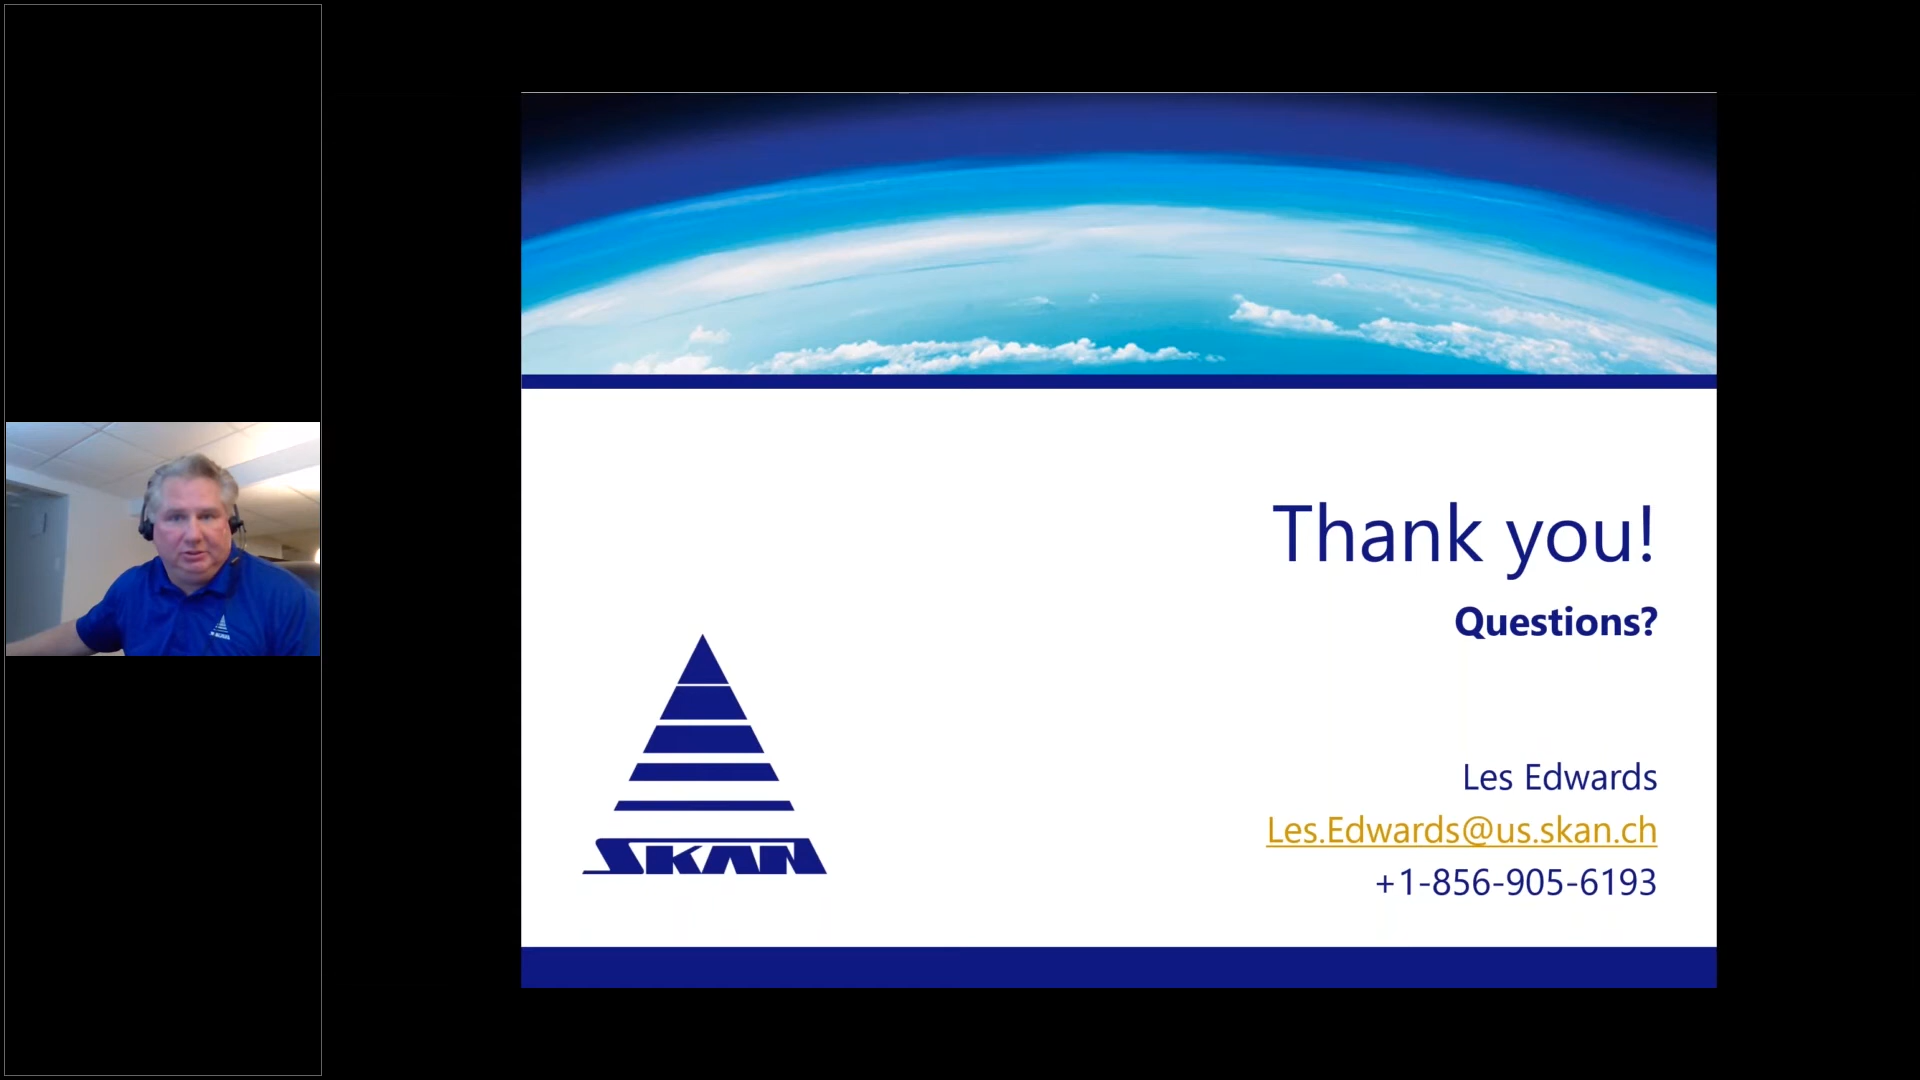 Thank you!
Questions?
Les Edwards
Les.Edwards@us.skan.ch
+1-856-905-6193
SKAN